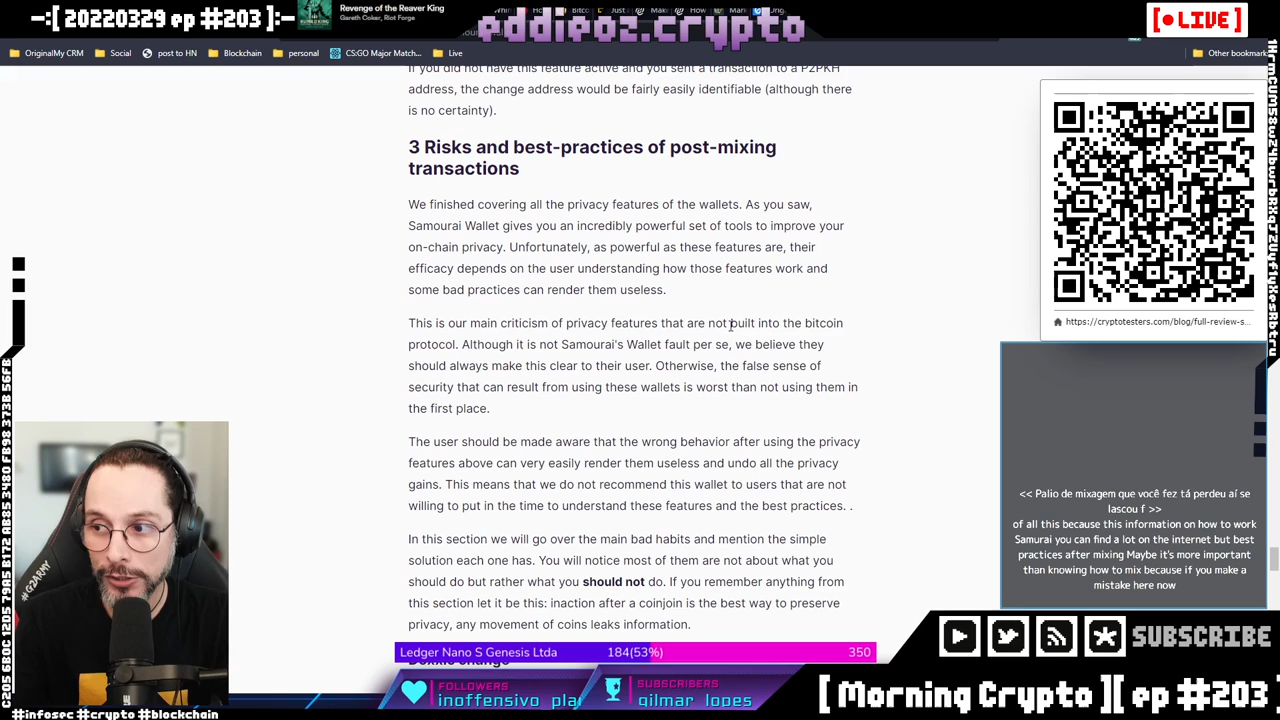 -:[ 20220329 ep #203 ]:-
Revenge of the Reaver King
Gareth Coker, Riot Forge
eddieoz.crypto
[● LIVE ]
OriginalMy CRM
Social
post to HN
Blockchain
personal
CS:GO Major Match...
Live
Other bookmark
If you did not have this feature active and you sent a transaction to a P2PKH
address, the change address would be fairly easily identifiable (although there
is no certainty).
3 Risks and best-practices of post-mixing
transactions
We finished covering all the privacy features of the wallets. As you saw,
Samourai Wallet gives you an incredibly powerful set of tools to improve your
on-chain privacy. Unfortunately, as powerful as these features are, their
efficacy depends on the user understanding how those features work and
some bad practices can render them useless.
This is our main criticism of privacy features that are not built into the bitcoin
protocol. Although it is not Samourai's Wallet fault per se, we believe they
should always make this clear to their user. Otherwise, the false sense of
security that can result from using these wallets is worst than not using them in
the first place.
The user should be made aware that the wrong behavior after using the privacy
features above can very easily render them useless and undo all the privacy
gains. This means that we do not recommend this wallet to users that are not
willing to put in the time to understand these features and the best practices. .
In this section we will go over the main bad habits and mention the simple
solution each one has. You will notice most of them are not about what you
should do but rather what you should not do. If you remember anything from
this section let it be this: inaction after a coinjoin is the best way to preserve
privacy, any movement of coins leaks information.
https://cryptotesters.com/blog/full-review-s...
<< Palio de mixagem que você fez tá perdeu aí se
lascou f >>
of all this because this information on how to work
Samurai you can find a lot on the internet but best
practices after mixing Maybe it's more important
than knowing how to mix because if you make a
mistake here now
#G2ARMY
Ledger Nano S Genesis Ltda
184(53%)
350
FOLLOWERS
inoffensivo_pla
SUBSCRIBERS
gilmar_lopes_
SUBSCRIBE
[ Morning Crypto ][ ep #203 ]
#infosec #crypto #blockchain